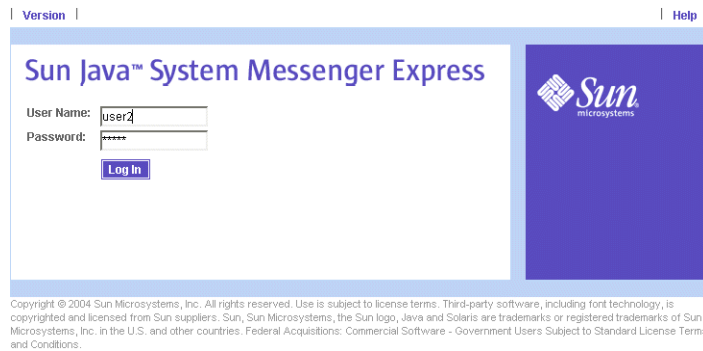 Version
Help
Sun Java™ System Messenger Express
Sun
microsystems
User Name: user2
Password: *****
Log In
Copyright © 2004 Sun Microsystems, Inc. All rights reserved. Use is subject to license terms. Third-party software, including font technology, is
copyrighted and licensed from Sun suppliers. Sun, Sun Microsystems, the Sun logo, Java and Solaris are trademarks or registered trademarks of Sun
Microsystems, Inc. in the U.S. and other countries. Federal Acquisitions: Commercial Software - Government Users Subject to Standard License Term
and Conditions.